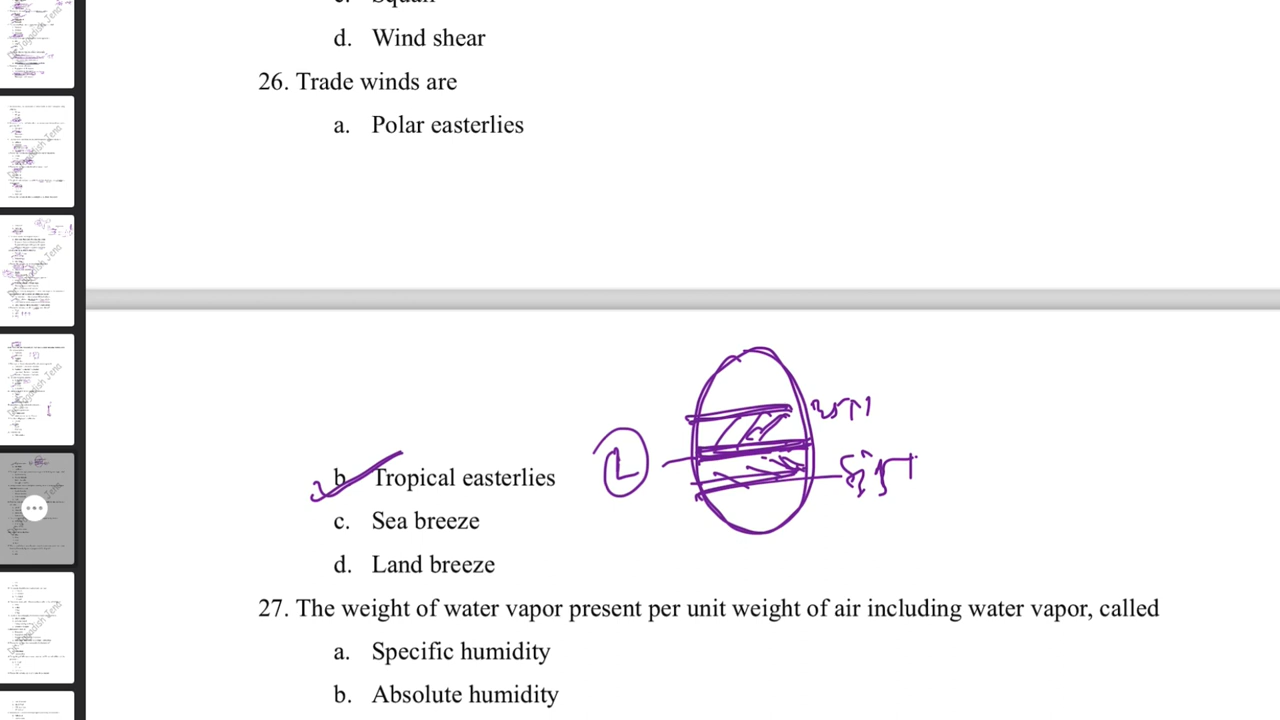 d. Wind shear
26. Trade winds are
a. Polar easterlies
b. Tropical easterlies
L
c. Sea breeze
d. Land breeze
27. The weight of water vapor present per unit weight of air including water vapor, called
a. Specific humidity
b. Absolute humidity